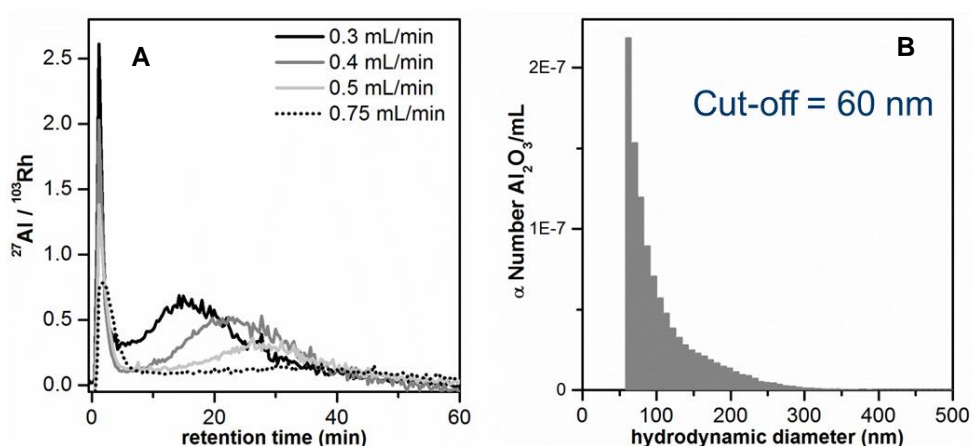 A
0.3 mL/min
0.4 mL/min
0.5 mL/min
0.75 mL/min
²⁷Al / ¹⁰³Rh
2.5
2.0
1.5
1.0
0.5
0.0
0 20 40 60
retention time (min)
B
Cut-off = 60 nm
α Number Al₂O₃/mL
2E-7
1E-7
0
0 100 200 300 400 500
hydrodynamic diameter (nm)